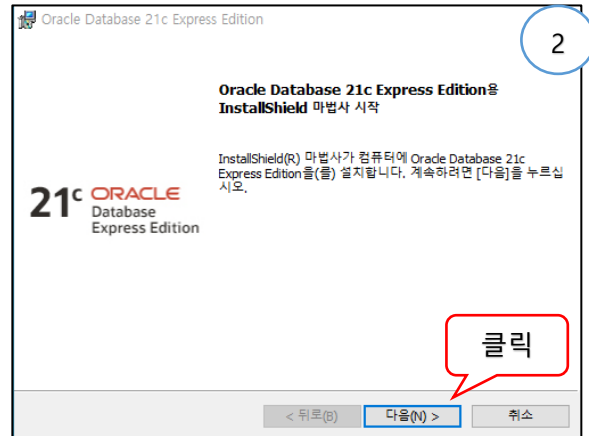 Oracle Database 21c Express Edition
2
Oracle Database 21c Express Edition용
InstallShield 마법사 시작
InstallShield(R) 마법사가 컴퓨터에 Oracle Database 21c
Express Edition을(를) 설치합니다. 계속하려면 [다음]을 누르십
시오.
21c ORACLE
Database
Express Edition
클릭
< 뒤로(B) 다음(N) > 취소